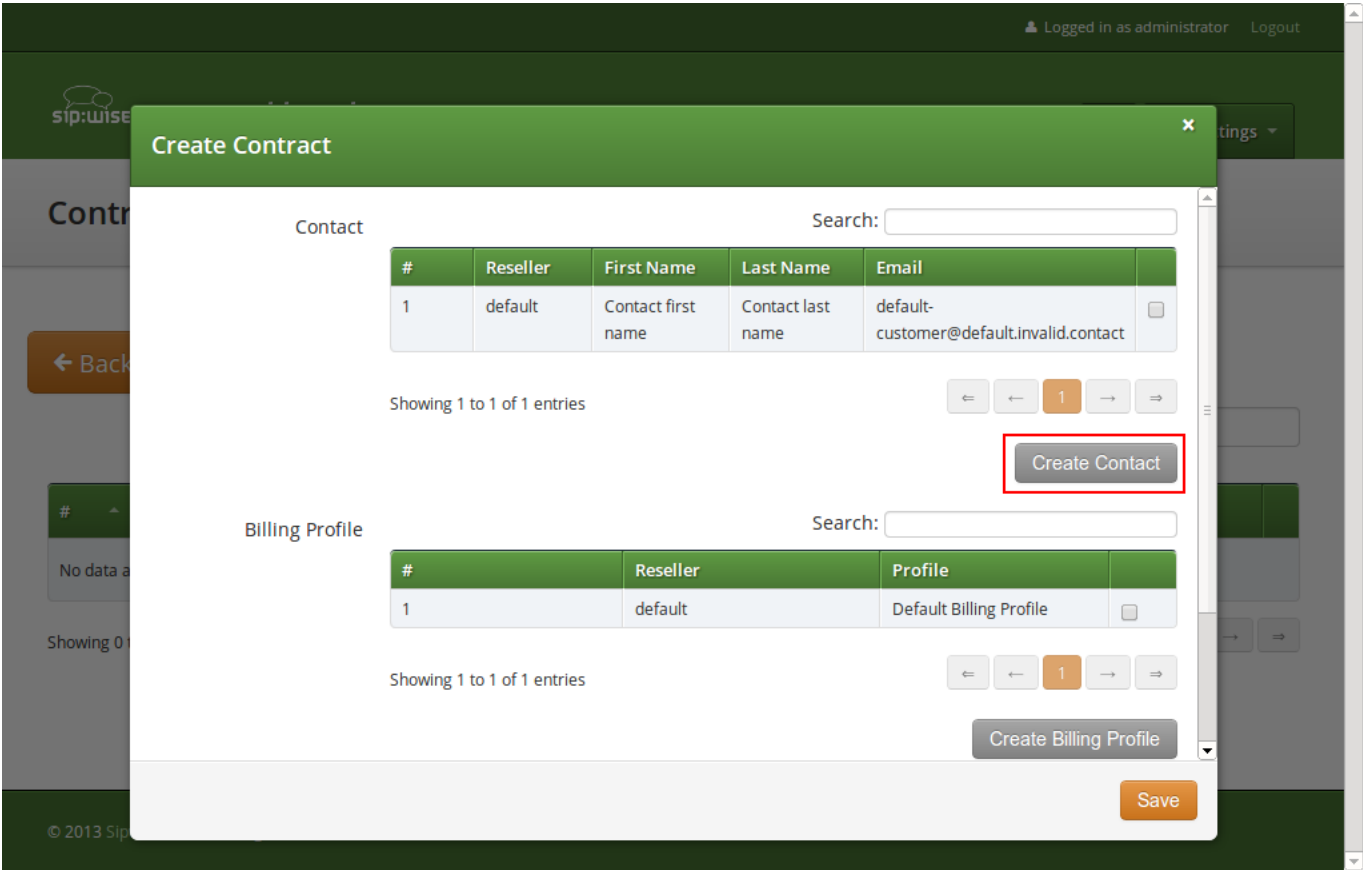 Logged in as administrator Logout
sip:wise
tings
Create Contract ×
Contr
Contact Search:
# Reseller First Name Last Name Email
1 default Contact first Contact last default-
name name customer@default.invalid.contact
← Back
Showing 1 to 1 of 1 entries ⇐ ← 1 → ⇒
Create Contact
#
Billing Profile Search:
No data a
# Reseller Profile
1 default Default Billing Profile
Showing 0 t → ⇒
Showing 1 to 1 of 1 entries ⇐ ← 1 → ⇒
Create Billing Profile
Save
© 2013 Sip